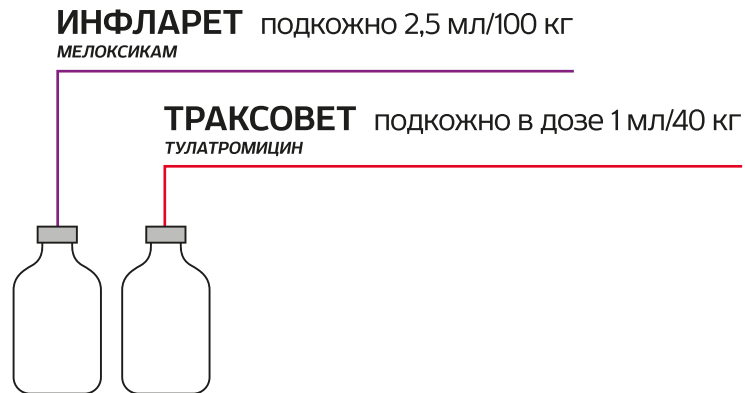 ИНФЛАРЕТ подкожно 2,5 мл/100 кг
МЕЛОКСИКАМ
ТРАКСОВЕТ подкожно в дозе 1 мл/40 кг
ТУЛАТРОМИЦИН